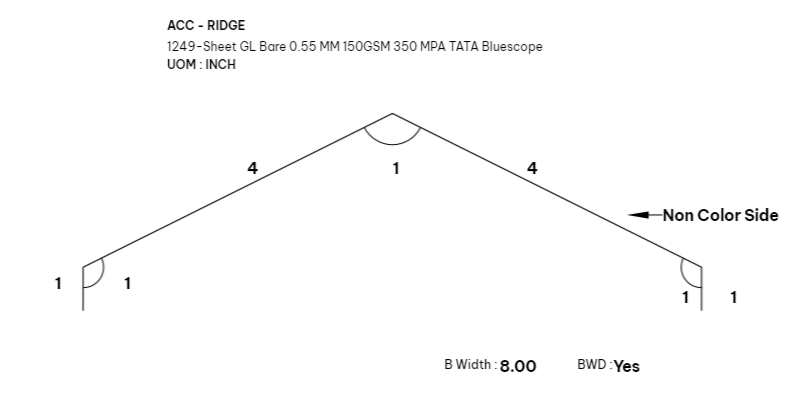 ACC - RIDGE
1249-Sheet GL Bare 0.55 MM 150GSM 350 MPA TATA Bluescope
UOM : INCH
4
1
4
Non Color Side
1
1
1
1
B Width : 8.00
BWD : Yes